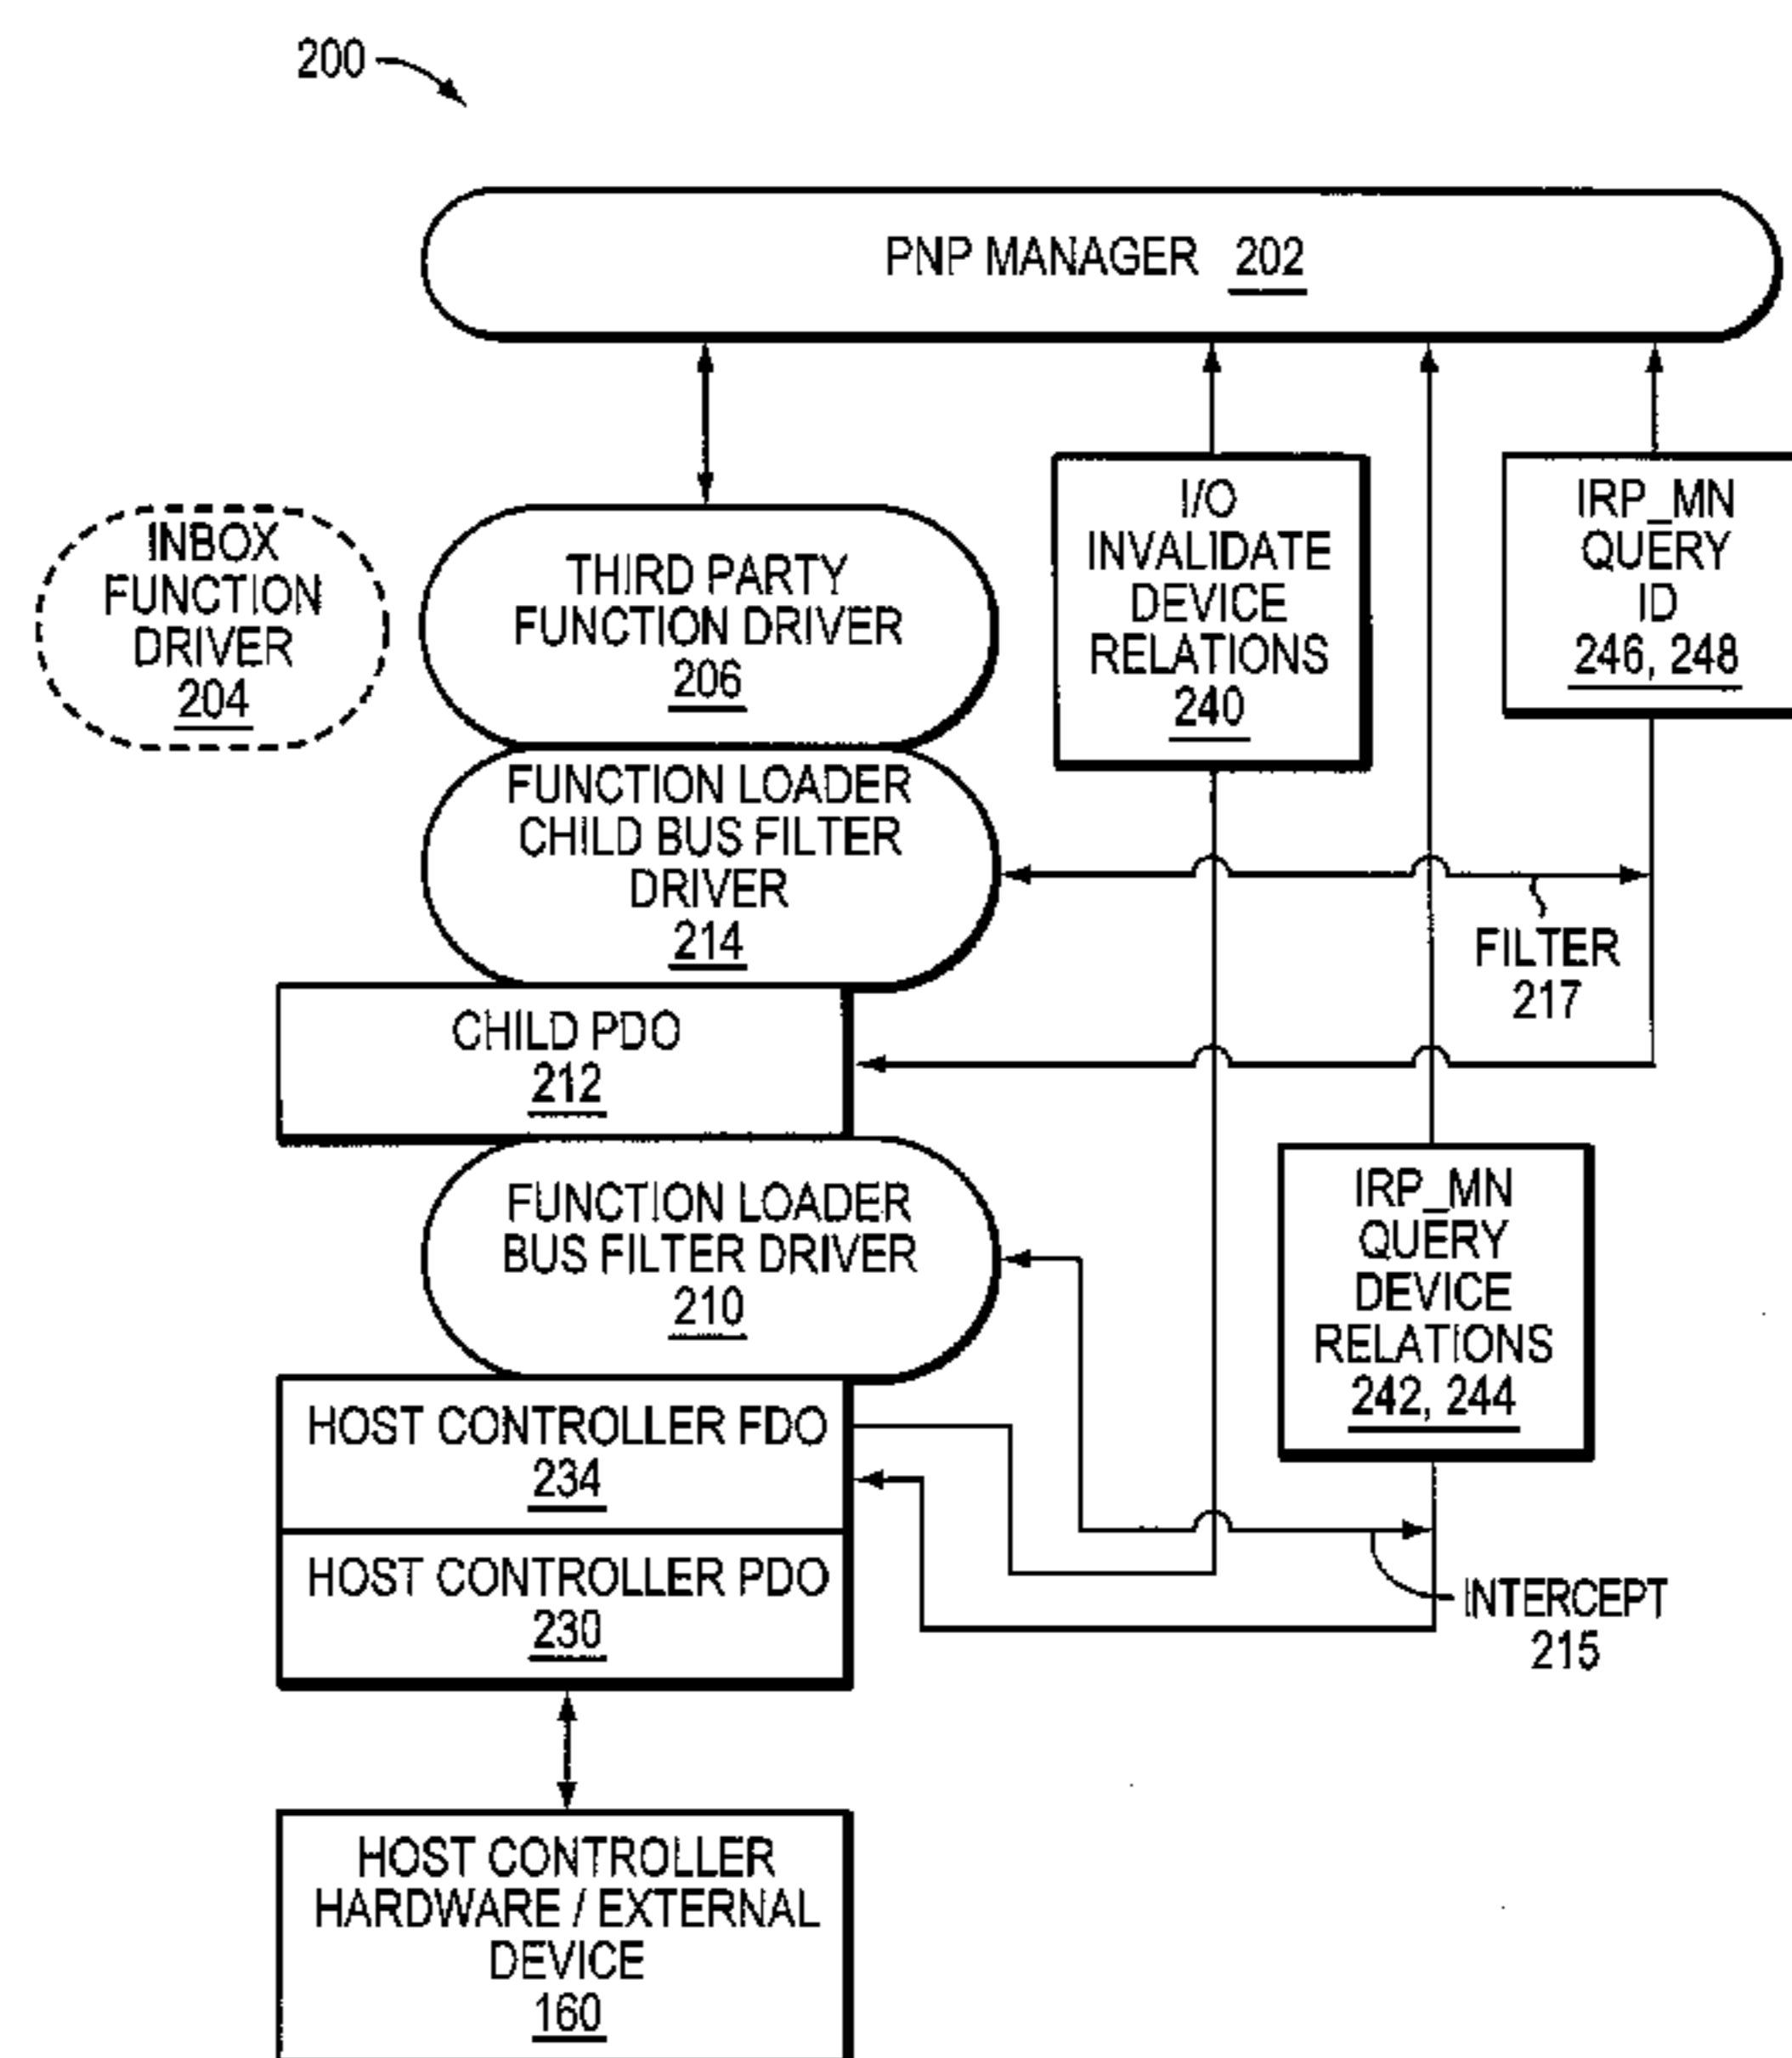 200
PNP MANAGER 202
INBOX
FUNCTION
DRIVER
204
THIRD PARTY
FUNCTION DRIVER
206
I/O
INVALIDATE
DEVICE
RELATIONS
240
IRP_MN
QUERY
ID
246, 248
FUNCTION LOADER
CHILD BUS FILTER
DRIVER
214
FILTER
217
CHILD PDO
212
FUNCTION LOADER
BUS FILTER DRIVER
210
IRP_MN
QUERY
DEVICE
RELATIONS
242, 244
HOST CONTROLLER FDO
234
HOST CONTROLLER PDO
230
INTERCEPT
215
HOST CONTROLLER
HARDWARE / EXTERNAL
DEVICE
160